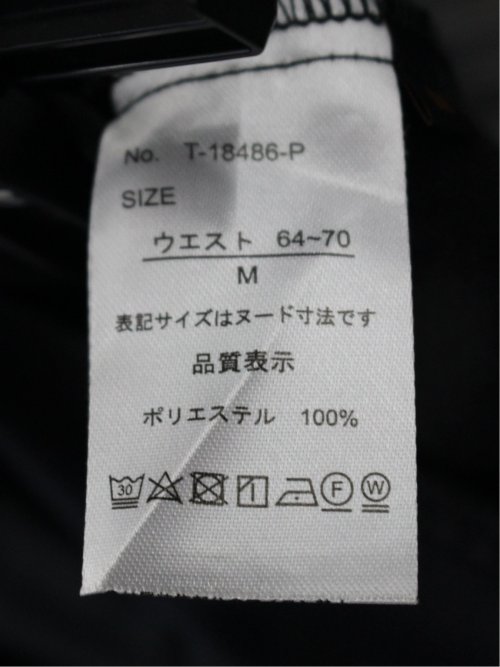 No. T-18486-P
SIZE
ウエスト 64~70
M
表記サイズはヌード寸法です
品質表示
ポリエステル 100%
30 F W